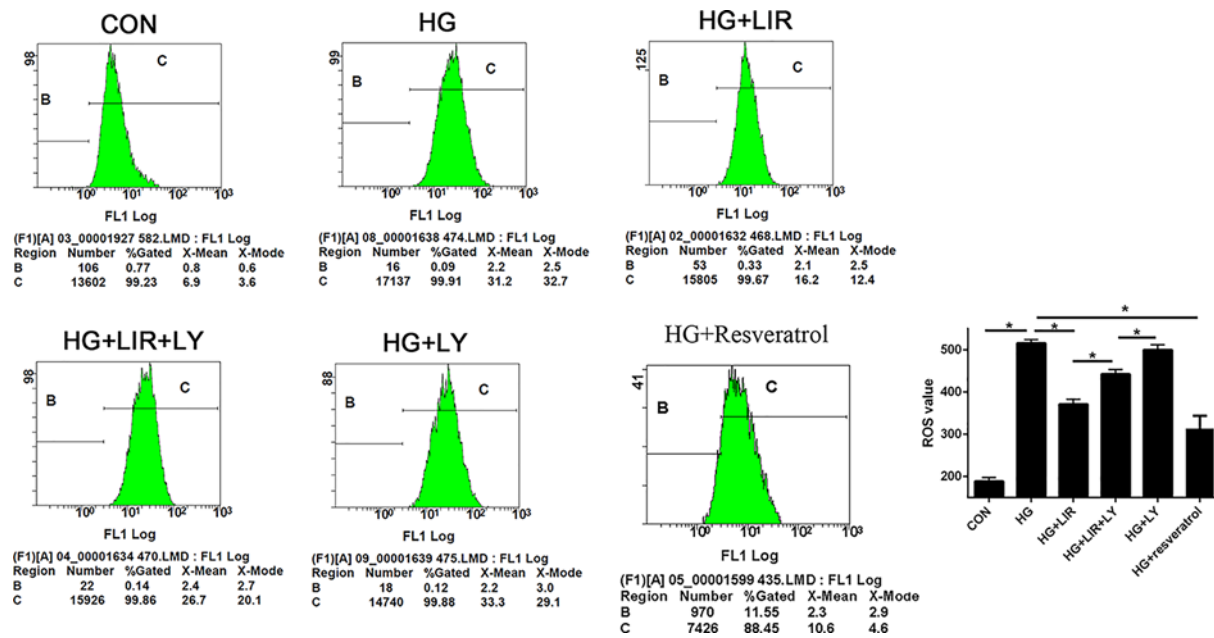 CON
98
B
C
10⁰ 10¹ 10² 10³
FL1 Log
(F1)[A] 03_00001927 582.LMD : FL1 Log
Region Number %Gated X-Mean X-Mode
B 106 0.77 0.8 0.6
C 13602 99.23 6.9 3.6
HG
99
B
C
10⁰ 10¹ 10² 10³
FL1 Log
(F1)[A] 08_00001638 474.LMD : FL1 Log
Region Number %Gated X-Mean X-Mode
B 16 0.09 2.2 2.5
C 17137 99.91 31.2 32.7
HG+LIR
125
B
C
10⁰ 10¹ 10² 10³
FL1 Log
(F1)[A] 02_00001632 468.LMD : FL1 Log
Region Number %Gated X-Mean X-Mode
B 53 0.33 2.1 2.5
C 15805 99.67 16.2 12.4
HG+LIR+LY
98
B
C
10⁰ 10¹ 10² 10³
FL1 Log
(F1)[A] 04_00001634 470.LMD : FL1 Log
Region Number %Gated X-Mean X-Mode
B 22 0.14 2.4 2.7
C 15926 99.86 26.7 20.1
HG+LY
88
B
C
10⁰ 10¹ 10² 10³
FL1 Log
(F1)[A] 09_00001639 475.LMD : FL1 Log
Region Number %Gated X-Mean X-Mode
B 18 0.12 2.2 3.0
C 14740 99.88 33.3 29.1
HG+Resveratrol
41
B
C
10⁰ 10¹ 10² 10³
FL1 Log
(F1)[A] 05_00001599 435.LMD : FL1 Log
Region Number %Gated X-Mean X-Mode
B 970 11.55 2.3 2.9
C 7426 88.45 10.6 4.6
*
* * * *
ROS value
500
400
300
200
CON HG HG+LIR HG+LIR+LY HG+LY HG+resveratrol